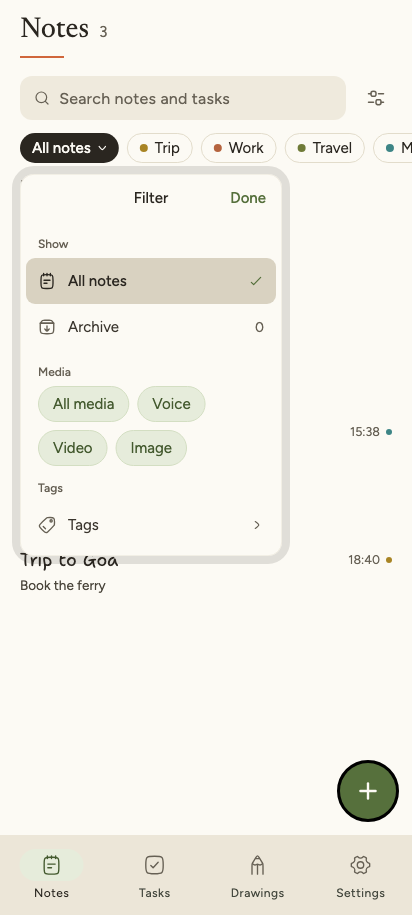 Notes 3
Search notes and tasks
All notes Trip Work Travel M
Filter Done
Show
All notes
Archive 0
Media
All media Voice
Video Image
15:38
Tags
Tags
Trip to Goa 18:40
Book the ferry
Notes Tasks Drawings Settings